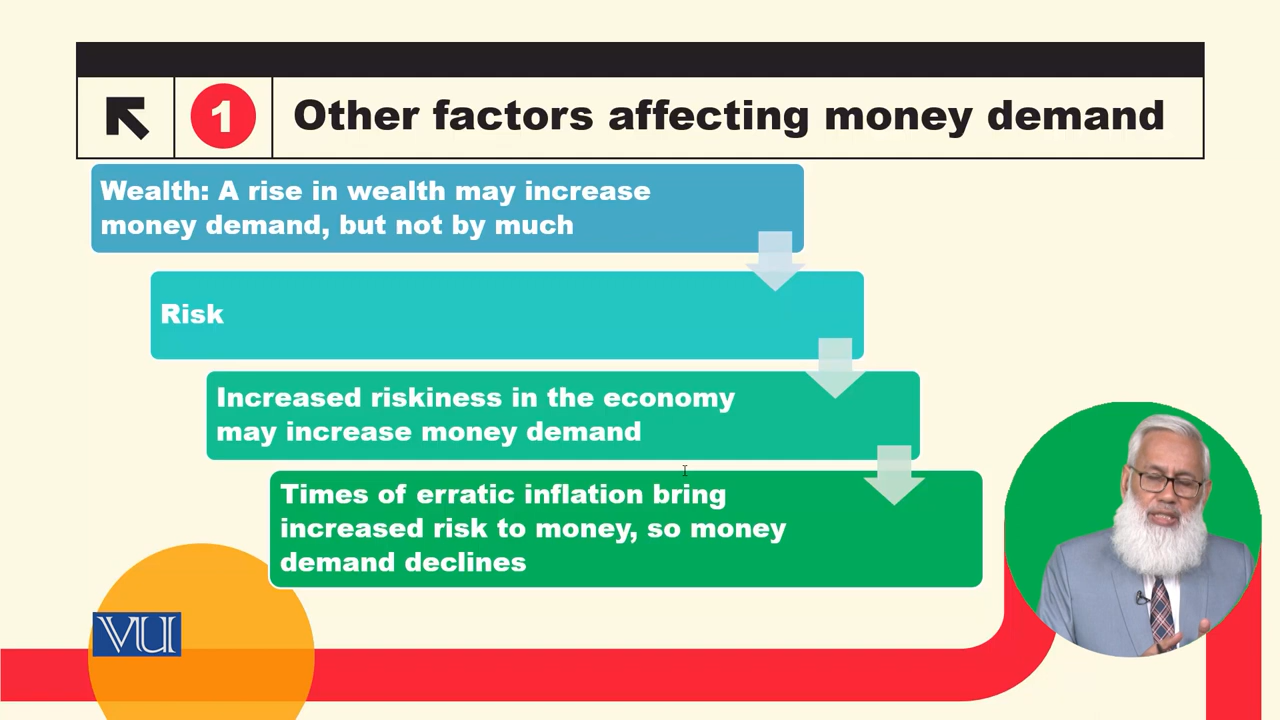 1
Other factors affecting money demand
Wealth: A rise in wealth may increase
money demand, but not by much
Risk
Increased riskiness in the economy
may increase money demand
Times of erratic inflation bring
increased risk to money, so money
demand declines
VU